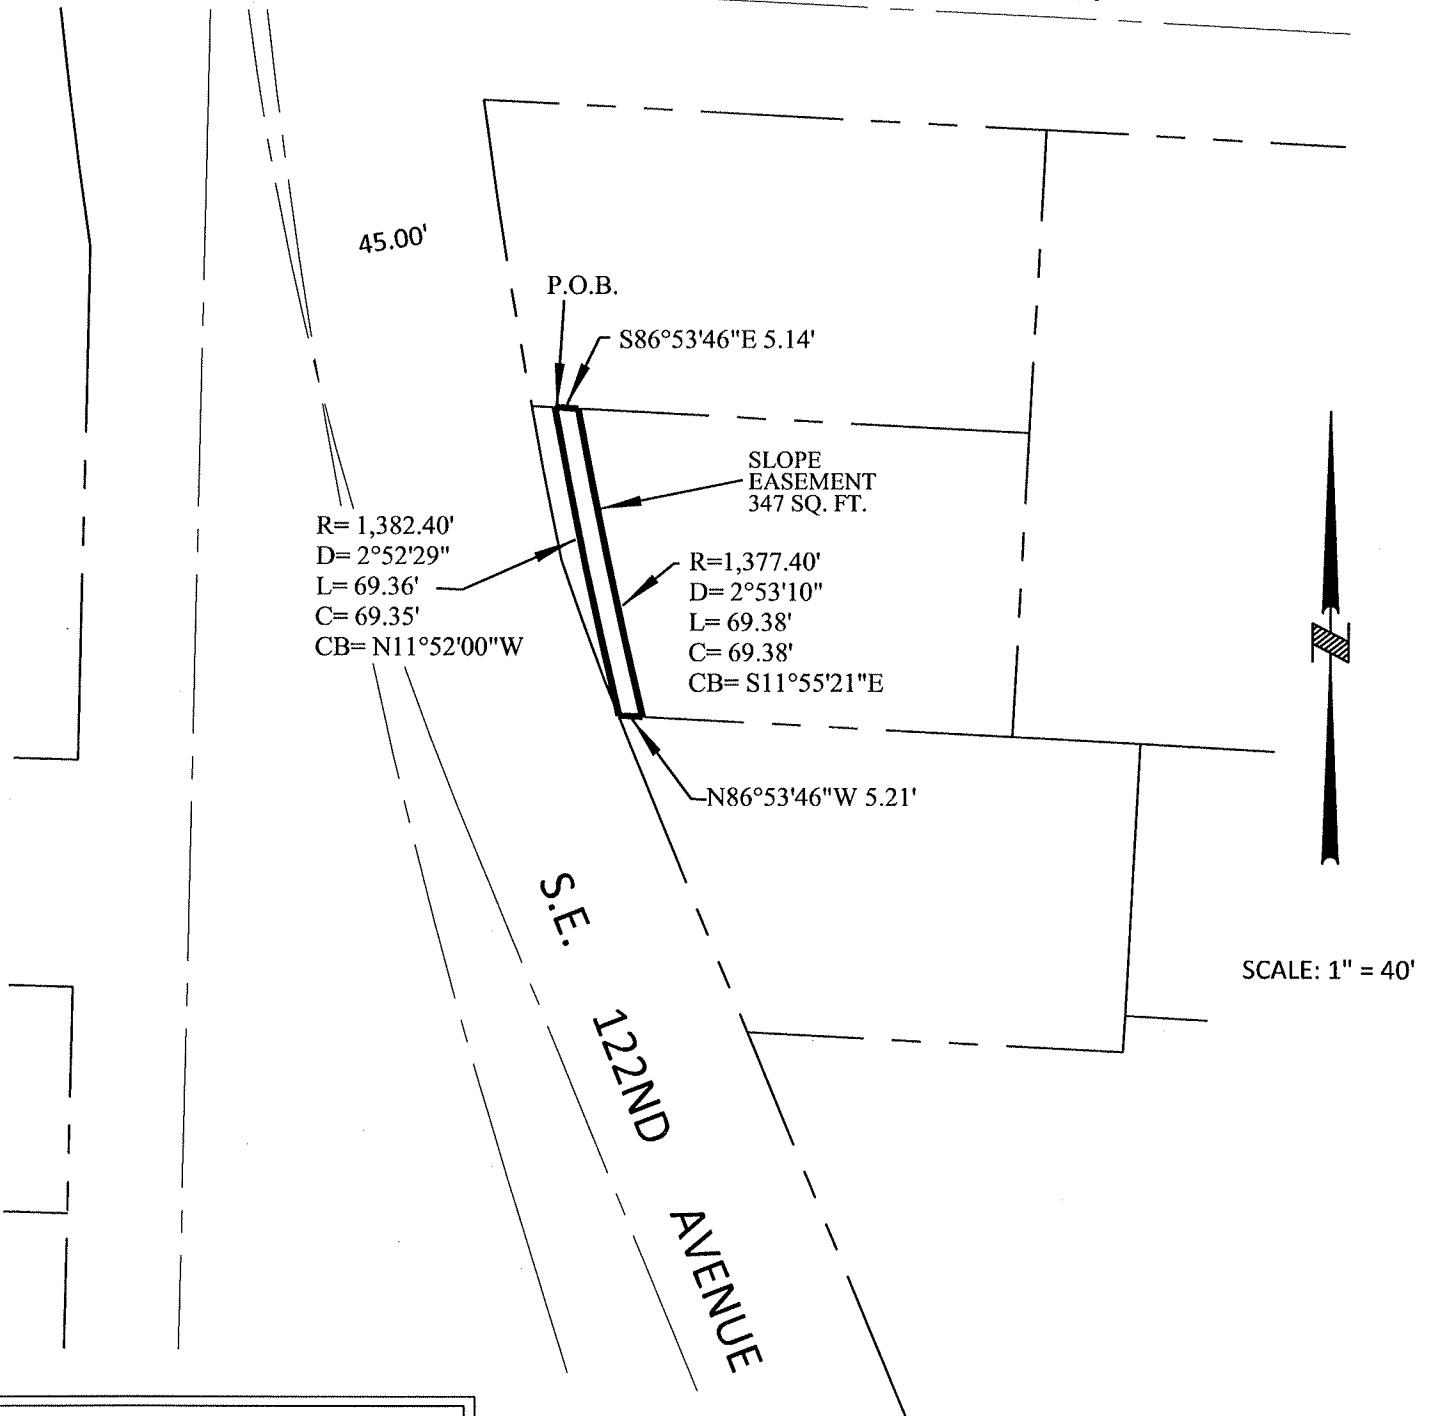 45.00'
P.O.B.
S86°53'46"E 5.14'
SLOPE
EASEMENT
347 SQ. FT.
R= 1,382.40'
D= 2°52'29"
L= 69.36'
C= 69.35'
CB= N11°52'00"W
R=1,377.40'
D= 2°53'10"
L= 69.38'
C= 69.38'
CB= S11°55'21"E
N86°53'46"W 5.21'
S.E. 122ND AVENUE
SCALE: 1" = 40'